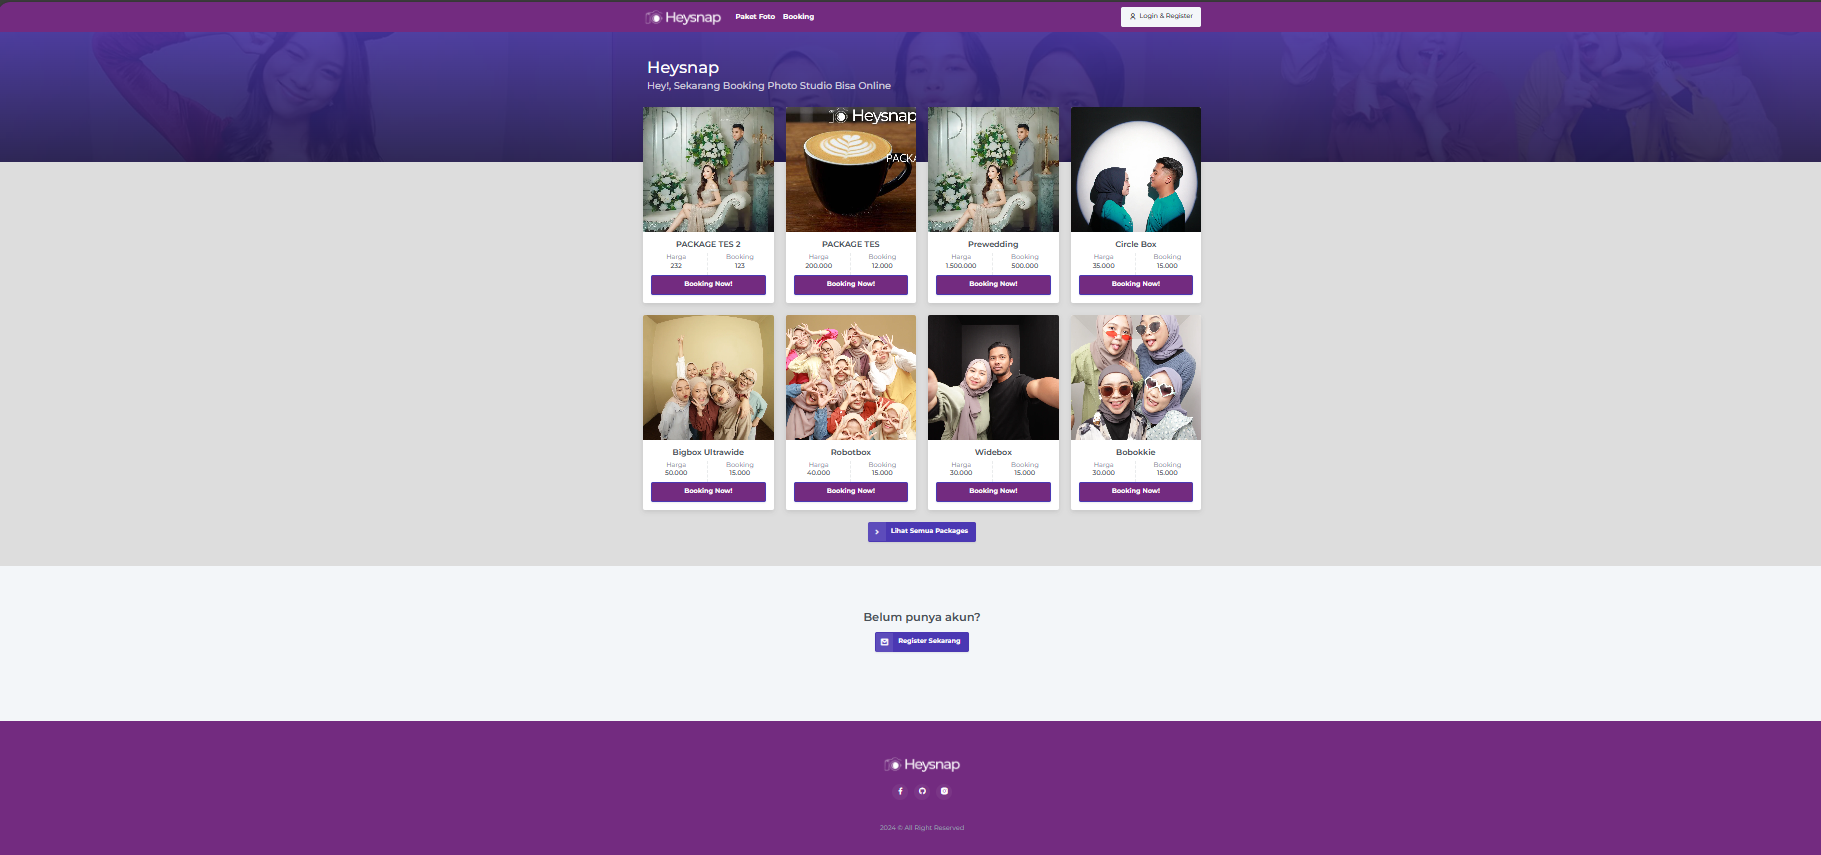 Heysnap
Paket Foto Booking
Login & Register
Heysnap
Hey!, Sekarang Booking Photo Studio Bisa Online
Heysnap
PACKA
PACKAGE TES 2
Harga Booking
232 123
Booking Now!
PACKAGE TES
Harga Booking
200.000 12.000
Booking Now!
Prewedding
Harga Booking
1.500.000 500.000
Booking Now!
Circle Box
Harga Booking
35.000 15.000
Booking Now!
Bigbox Ultrawide
Harga Booking
50.000 15.000
Booking Now!
Robotbox
Harga Booking
40.000 15.000
Booking Now!
Widebox
Harga Booking
30.000 15.000
Booking Now!
Bobokkie
Harga Booking
30.000 15.000
Booking Now!
Lihat Semua Packages
Belum punya akun?
Register Sekarang
Heysnap
2024 © All Right Reserved